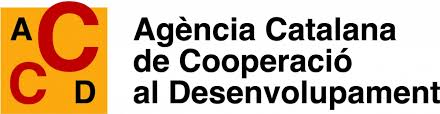 A C
C D
Agència Catalana
de Cooperació
al Desenvolupament